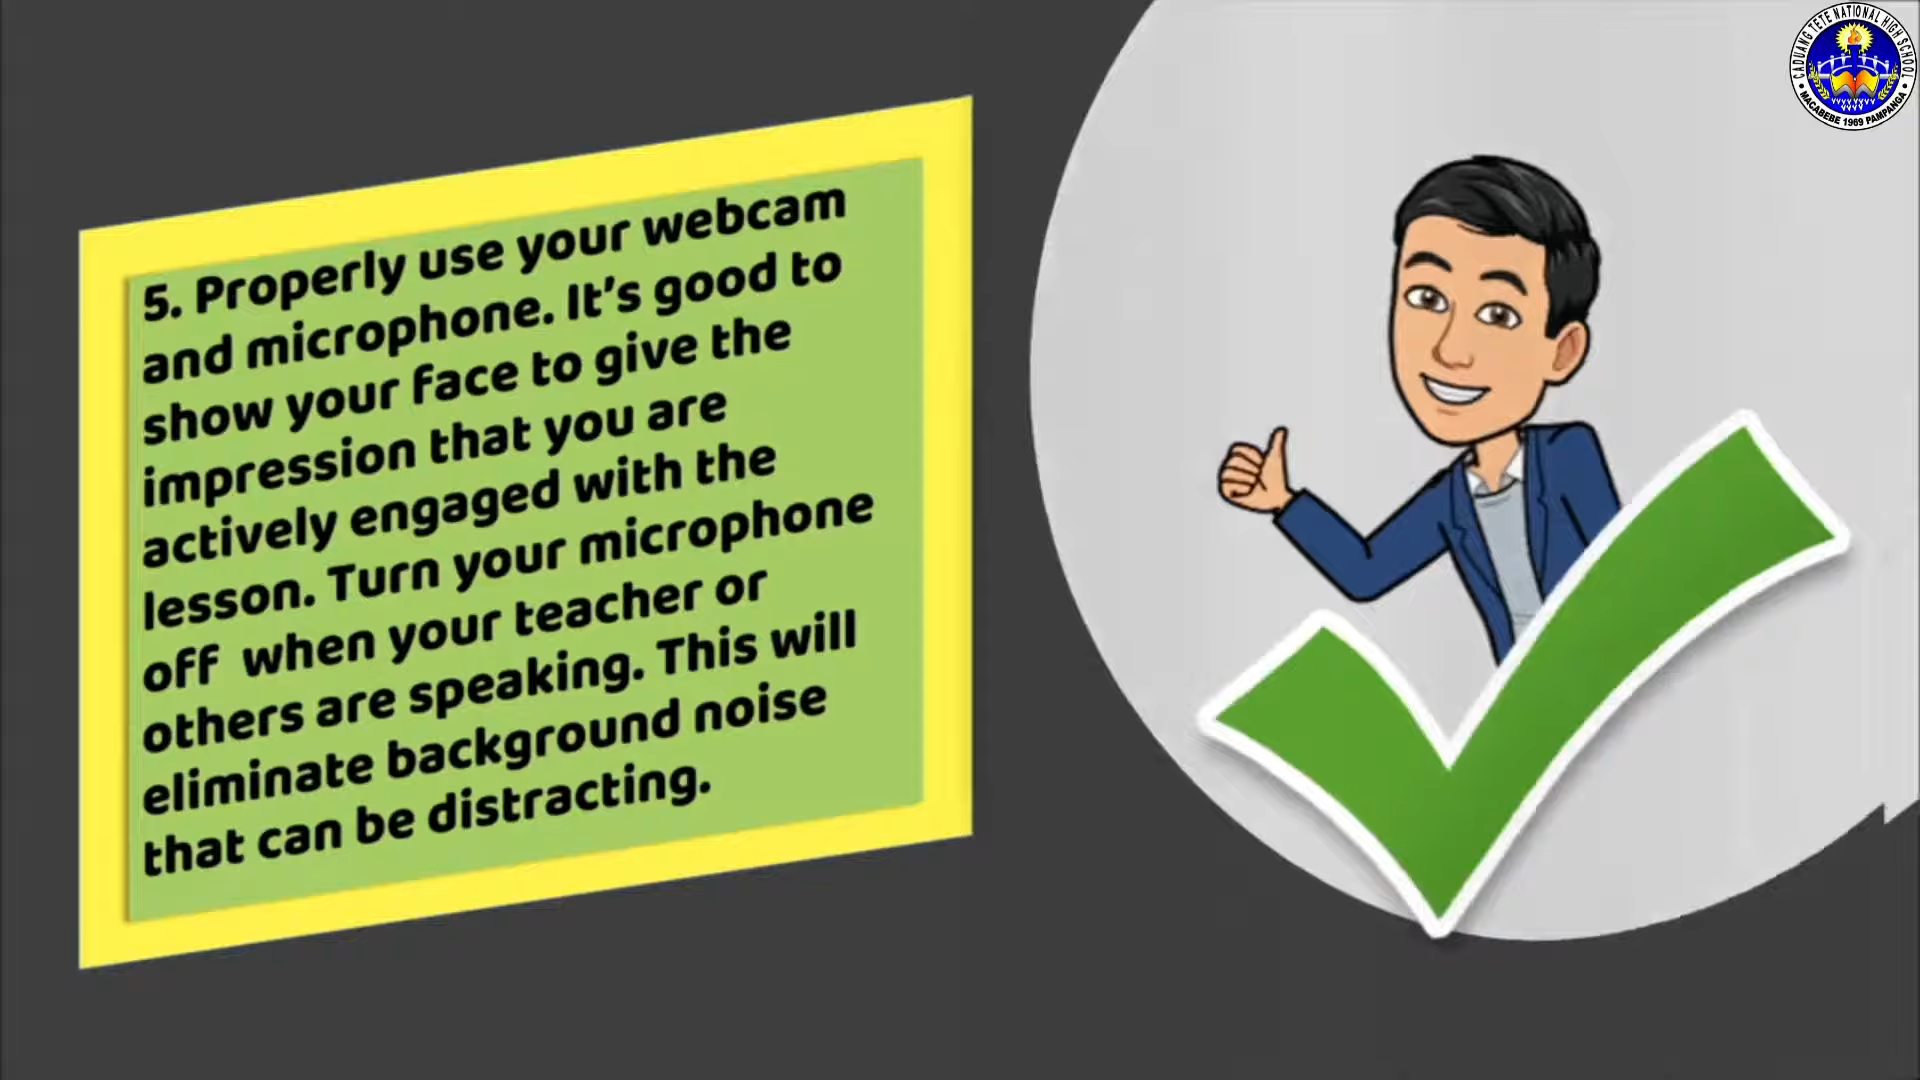 5. Properly use your webcam
and microphone. It's good to
show your face to give the
impression that you are
actively engaged with the
lesson. Turn your microphone
off when your teacher or
others are speaking. This will
eliminate background noise
that can be distracting.
CADUANG TETE NATIONAL HIGH SCHOOL
MACABEBE 1969 PAMPANGA